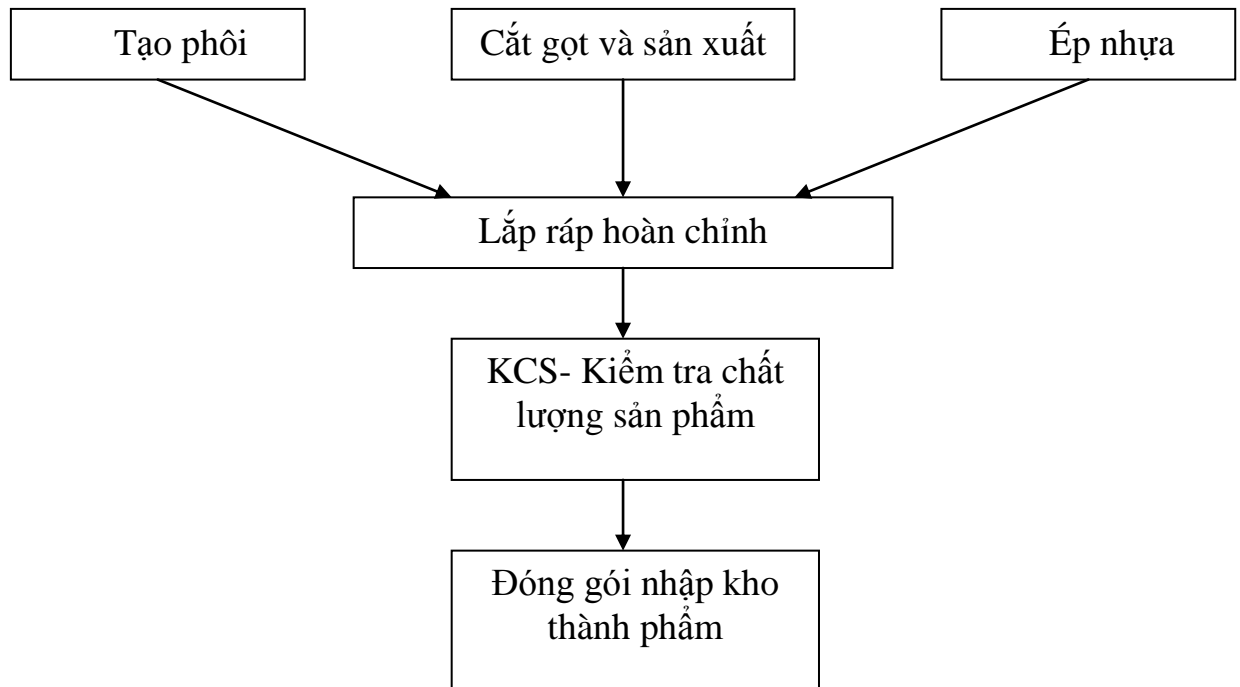 Tạo phôi
Cắt gọt và sản xuất
Ép nhựa
Lắp ráp hoàn chỉnh
KCS- Kiểm tra chất
lượng sản phẩm
Đóng gói nhập kho
thành phẩm